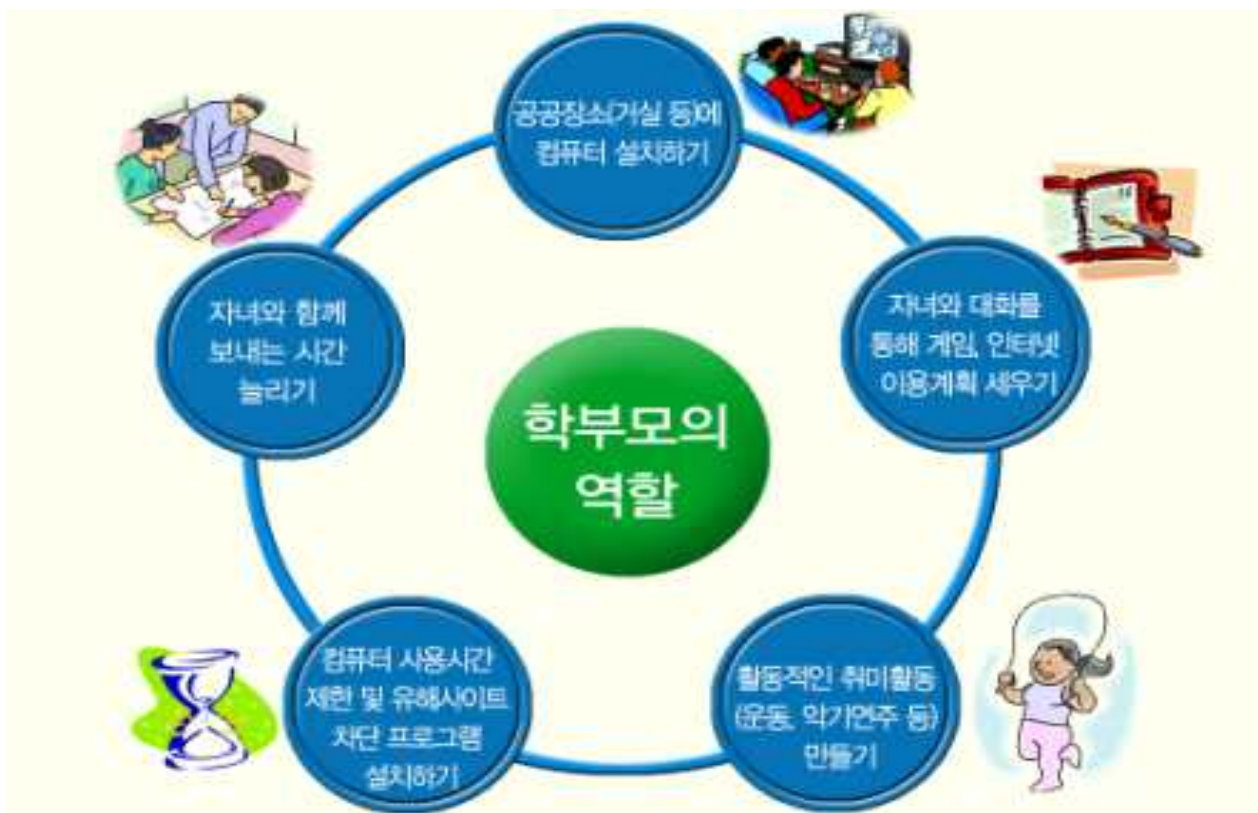 공공장소(거실 등)에
컴퓨터 설치하기
자녀와 대화를
통해 게임, 인터넷
이용계획 세우기
활동적인 취미활동
(운동, 악기연주 등)
만들기
컴퓨터 사용시간
제한 및 유해사이트
차단 프로그램
설치하기
자녀와 함께
보내는 시간
늘리기
학부모의
역할